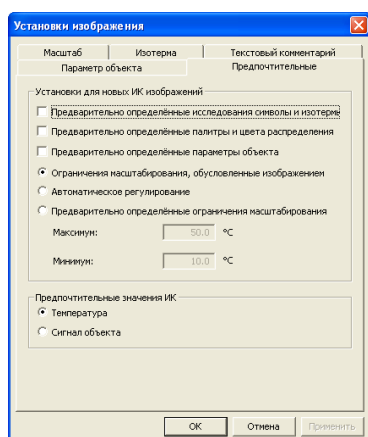 Установки изображения
Масштаб Изотерма Текстовый комментарий
Параметр объекта Предпочтительные
Установки для новых ИК изображений
Предварительно определённые исследования символы и изотерме
Предварительно определённые палитры и цвета распределения
Предварительно определённые параметры объекта
Ограничения масштабирования, обусловленные изображением
Автоматическое регулирование
Предварительно определённые ограничения масштабирования
Максимум: 50.0 °C
Минимум: 10.0 °C
Предпочтительные значения ИК
Температура
Сигнал объекта
OK Отмена Применить